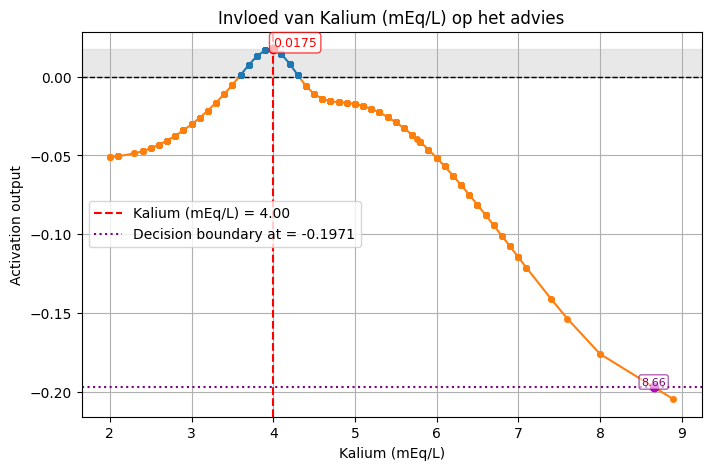 Invloed van Kalium (mEq/L) op het advies
0.0175
0.00
−0.05
−0.10
−0.15
−0.20
Activation output
Kalium (mEq/L) = 4.00
Decision boundary at = -0.1971
8.66
2 3 4 5 6 7 8 9
Kalium (mEq/L)